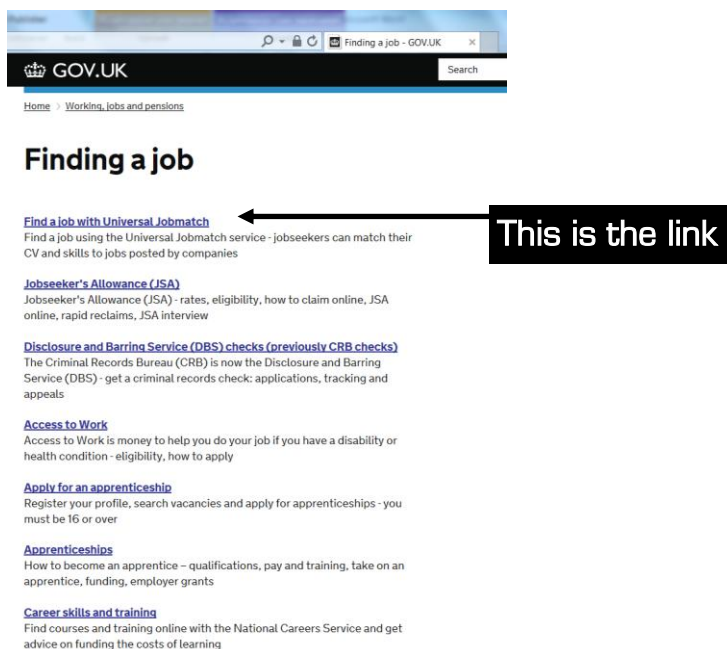 Finding a job - GOV.UK
GOV.UK
Search
Home
Working, jobs and pensions
Finding a job
Find a job with Universal Jobmatch
Find a job using the Universal Jobmatch service - jobseekers can match their
CV and skills to jobs posted by companies
This is the link
Jobseeker's Allowance (JSA)
Jobseeker's Allowance (JSA) - rates, eligibility, how to claim online, JSA
online, rapid reclaims, JSA interview
Disclosure and Barring Service (DBS) checks (previously CRB checks)
The Criminal Records Bureau (CRB) is now the Disclosure and Barring
Service (DBS) - get a criminal records check: applications, tracking and
appeals
Access to Work
Access to Work is money to help you do your job if you have a disability or
health condition - eligibility, how to apply
Apply for an apprenticeship
Register your profile, search vacancies and apply for apprenticeships - you
must be 16 or over
Apprenticeships
How to become an apprentice – qualifications, pay and training, take on an
apprentice, funding, employer grants
Career skills and training
Find courses and training online with the National Careers Service and get
advice on funding the costs of learning